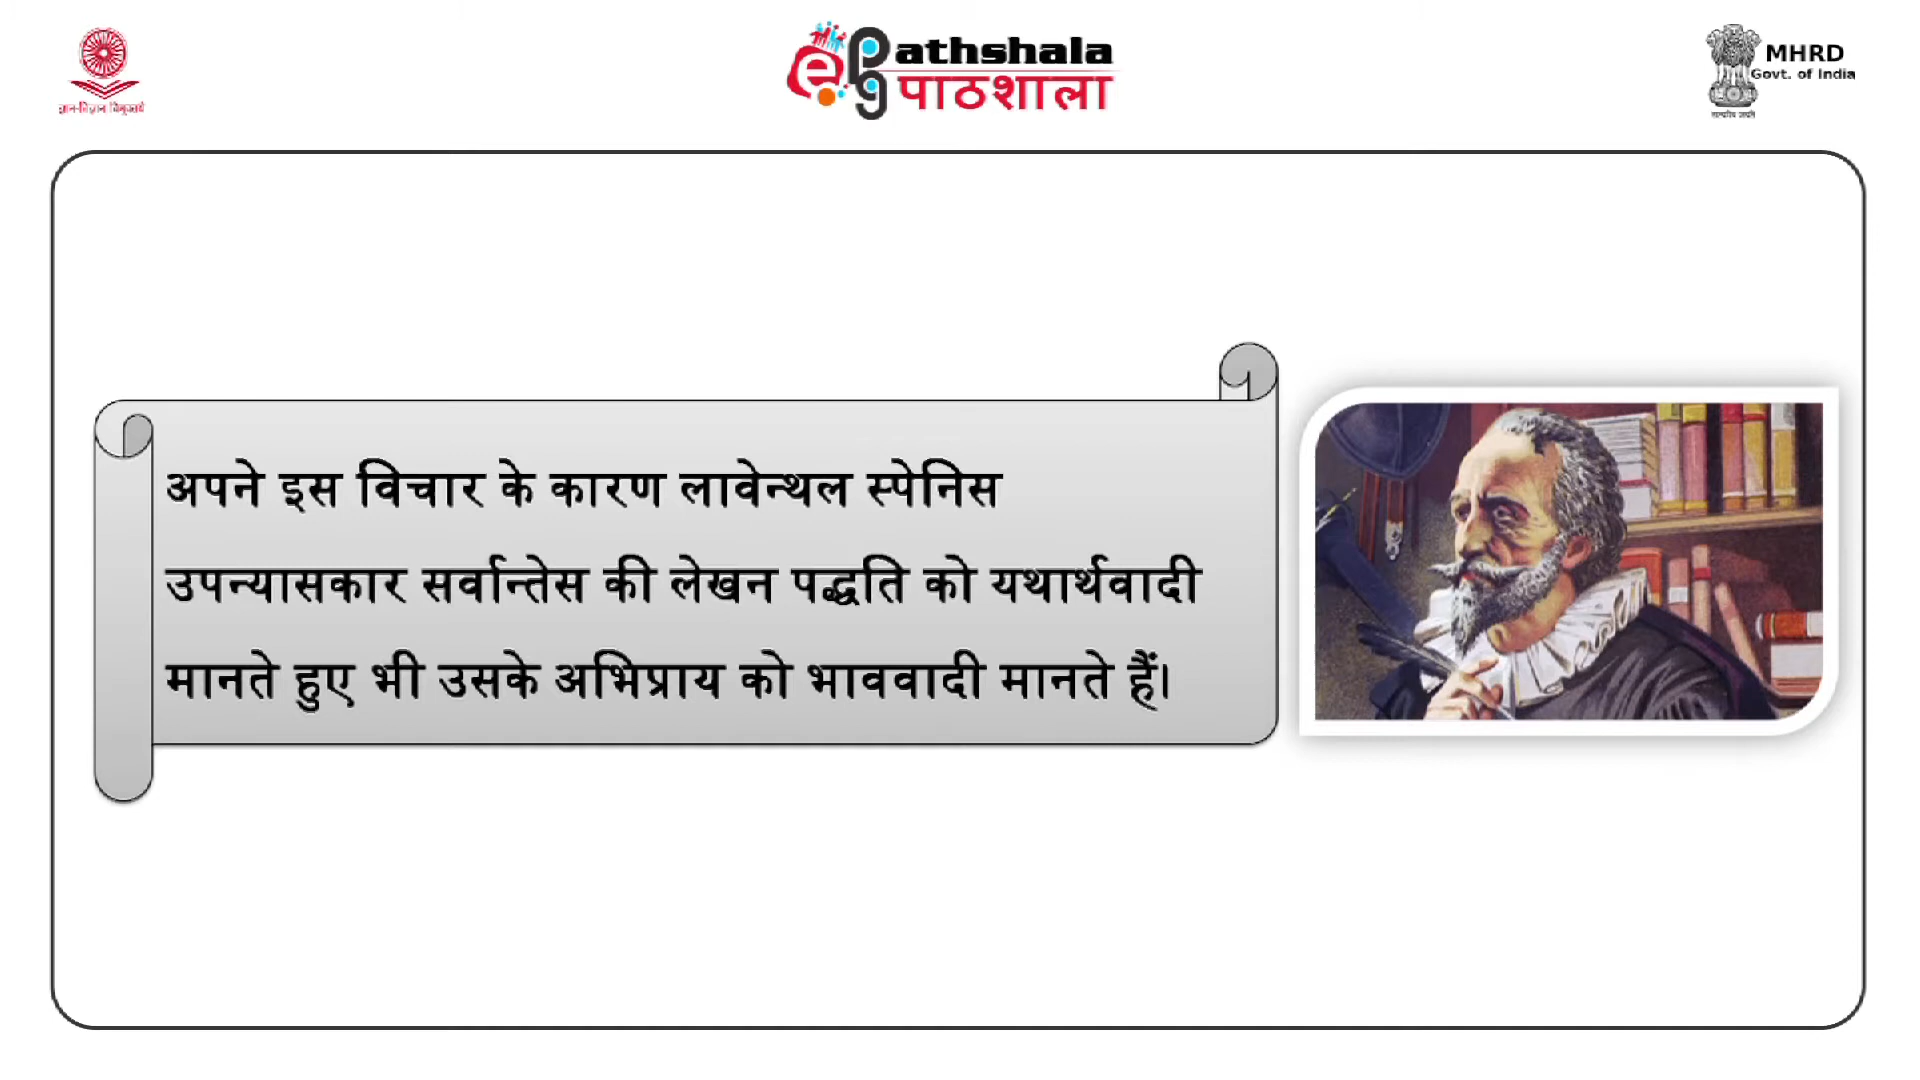 athshala
पाठशाला
MHRD
Govt. of India
अपने इस विचार के कारण लावेन्थल स्पेनिस
उपन्यासकार सर्वान्तेस की लेखन पद्धति को यथार्थवादी
मानते हुए भी उसके अभिप्राय को भाववादी मानते हैं।